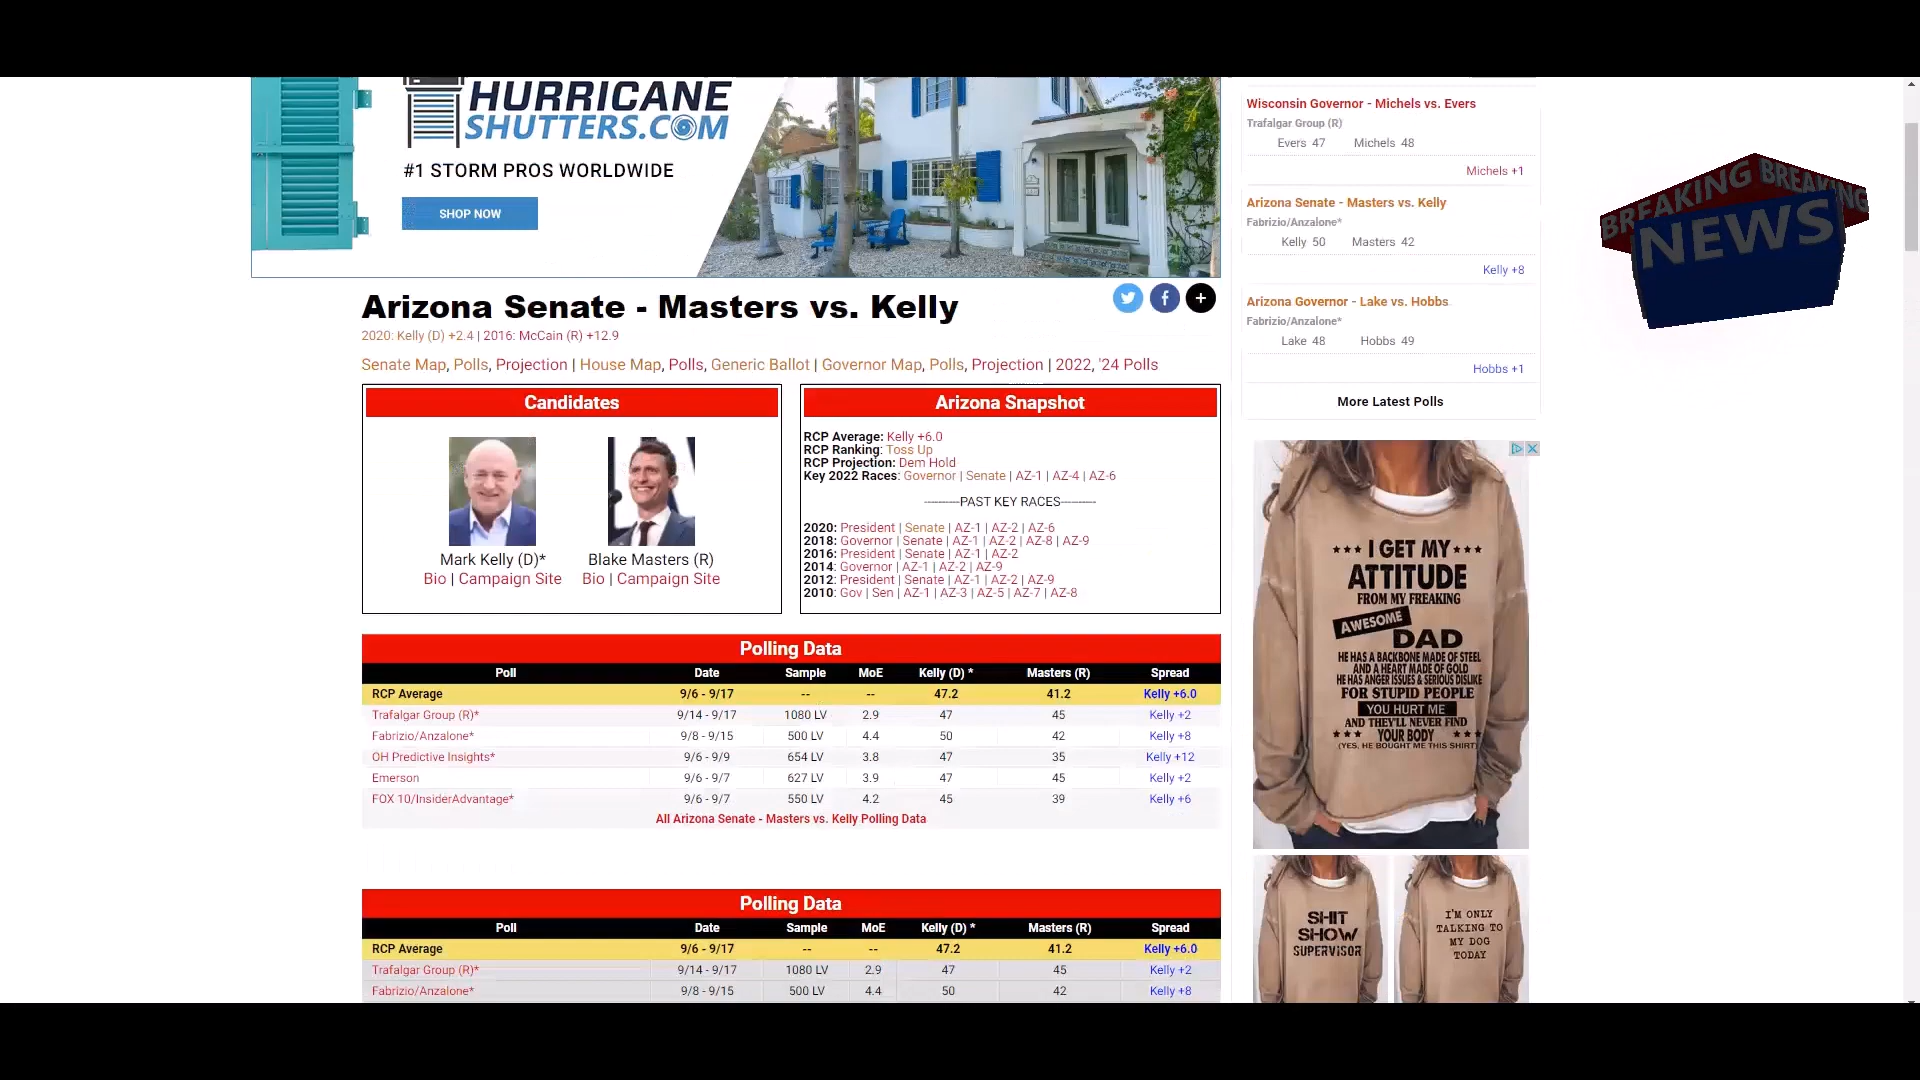 HURRICANE
SHUTTERS.COM
#1 STORM PROS WORLDWIDE
SHOP NOW
Arizona Senate - Masters vs. Kelly
2020: Kelly (D) +2.4 | 2016: McCain (R) +12.9
Senate Map, Polls, Projection | House Map, Polls, Generic Ballot | Governor Map, Polls, Projection | 2022, '24 Polls
Candidates
Mark Kelly (D)* Blake Masters (R)
Bio | Campaign Site Bio | Campaign Site
Arizona Snapshot
RCP Average: Kelly +6.0
RCP Ranking: Toss Up
RCP Projection: Dem Hold
Key 2022 Races: Governor | Senate | AZ-1 | AZ-4 | AZ-6
----------PAST KEY RACES----------
2020: President | Senate | AZ-1 | AZ-2 | AZ-6
2018: Governor | Senate | AZ-1 | AZ-2 | AZ-8 | AZ-9
2016: President | Senate | AZ-1 | AZ-2
2014: Governor | AZ-1 | AZ-2 | AZ-9
2012: President | Senate | AZ-1 | AZ-2 | AZ-9
2010: Gov | Sen | AZ-1 | AZ-3 | AZ-5 | AZ-7 | AZ-8
Polling Data
Poll Date Sample MoE Kelly (D) * Masters (R) Spread
RCP Average 9/6 - 9/17 -- -- 47.2 41.2 Kelly +6.0
Trafalgar Group (R)* 9/14 - 9/17 1080 LV 2.9 47 45 Kelly +2
Fabrizio/Anzalone* 9/8 - 9/15 500 LV 4.4 50 42 Kelly +8
OH Predictive Insights* 9/6 - 9/9 654 LV 3.8 47 35 Kelly +12
Emerson 9/6 - 9/7 627 LV 3.9 47 45 Kelly +2
FOX 10/InsiderAdvantage* 9/6 - 9/7 550 LV 4.2 45 39 Kelly +6
All Arizona Senate - Masters vs. Kelly Polling Data
Polling Data
Poll Date Sample MoE Kelly (D) * Masters (R) Spread
RCP Average 9/6 - 9/17 -- -- 47.2 41.2 Kelly +6.0
Trafalgar Group (R)* 9/14 - 9/17 1080 LV 2.9 47 45 Kelly +2
Fabrizio/Anzalone* 9/8 - 9/15 500 LV 4.4 50 42 Kelly +8
Wisconsin Governor - Michels vs. Evers
Trafalgar Group (R)
Evers 47 Michels 48
Michels +1
Arizona Senate - Masters vs. Kelly
Fabrizio/Anzalone*
Kelly 50 Masters 42
Kelly +8
Arizona Governor - Lake vs. Hobbs
Fabrizio/Anzalone*
Lake 48 Hobbs 49
Hobbs +1
More Latest Polls
I GET MY
ATTITUDE
FROM MY FREAKING
AWESOME
DAD
HE HAS A BACKBONE MADE OF STEEL
AND A HEART MADE OF GOLD
HE HAS ANGER ISSUES & SERIOUS DISLIKE
FOR STUPID PEOPLE
YOU HURT ME
AND THEY'LL NEVER FIND
YOUR BODY
(YES, HE BOUGHT ME THIS SHIRT)
SHIT
SHOW
SUPERVISOR
I'M ONLY
TALKING TO
MY DOG
TODAY
BREAKING BREAKING
NEWS